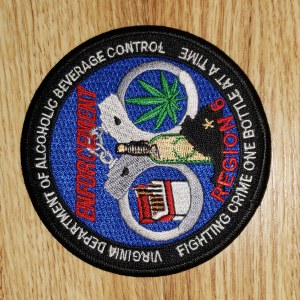 VIRGINIA DEPARTMENT OF ALCOHOLIC BEVERAGE CONTROL
ENFORCEMENT
REGION 6
FIGHTING CRIME ONE BOTTLE AT A TIME